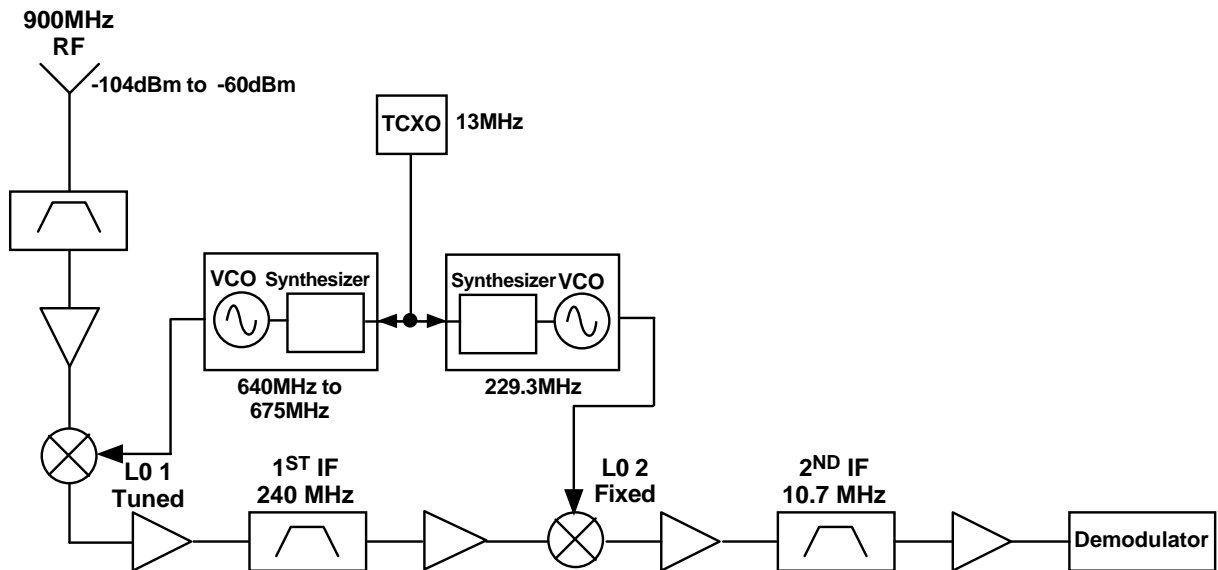 900MHz
RF
-104dBm to -60dBm
TCXO
13MHz
VCO Synthesizer
Synthesizer VCO
640MHz to
675MHz
229.3MHz
L0 1
Tuned
1ST IF
240 MHz
L0 2
Fixed
2ND IF
10.7 MHz
Demodulator